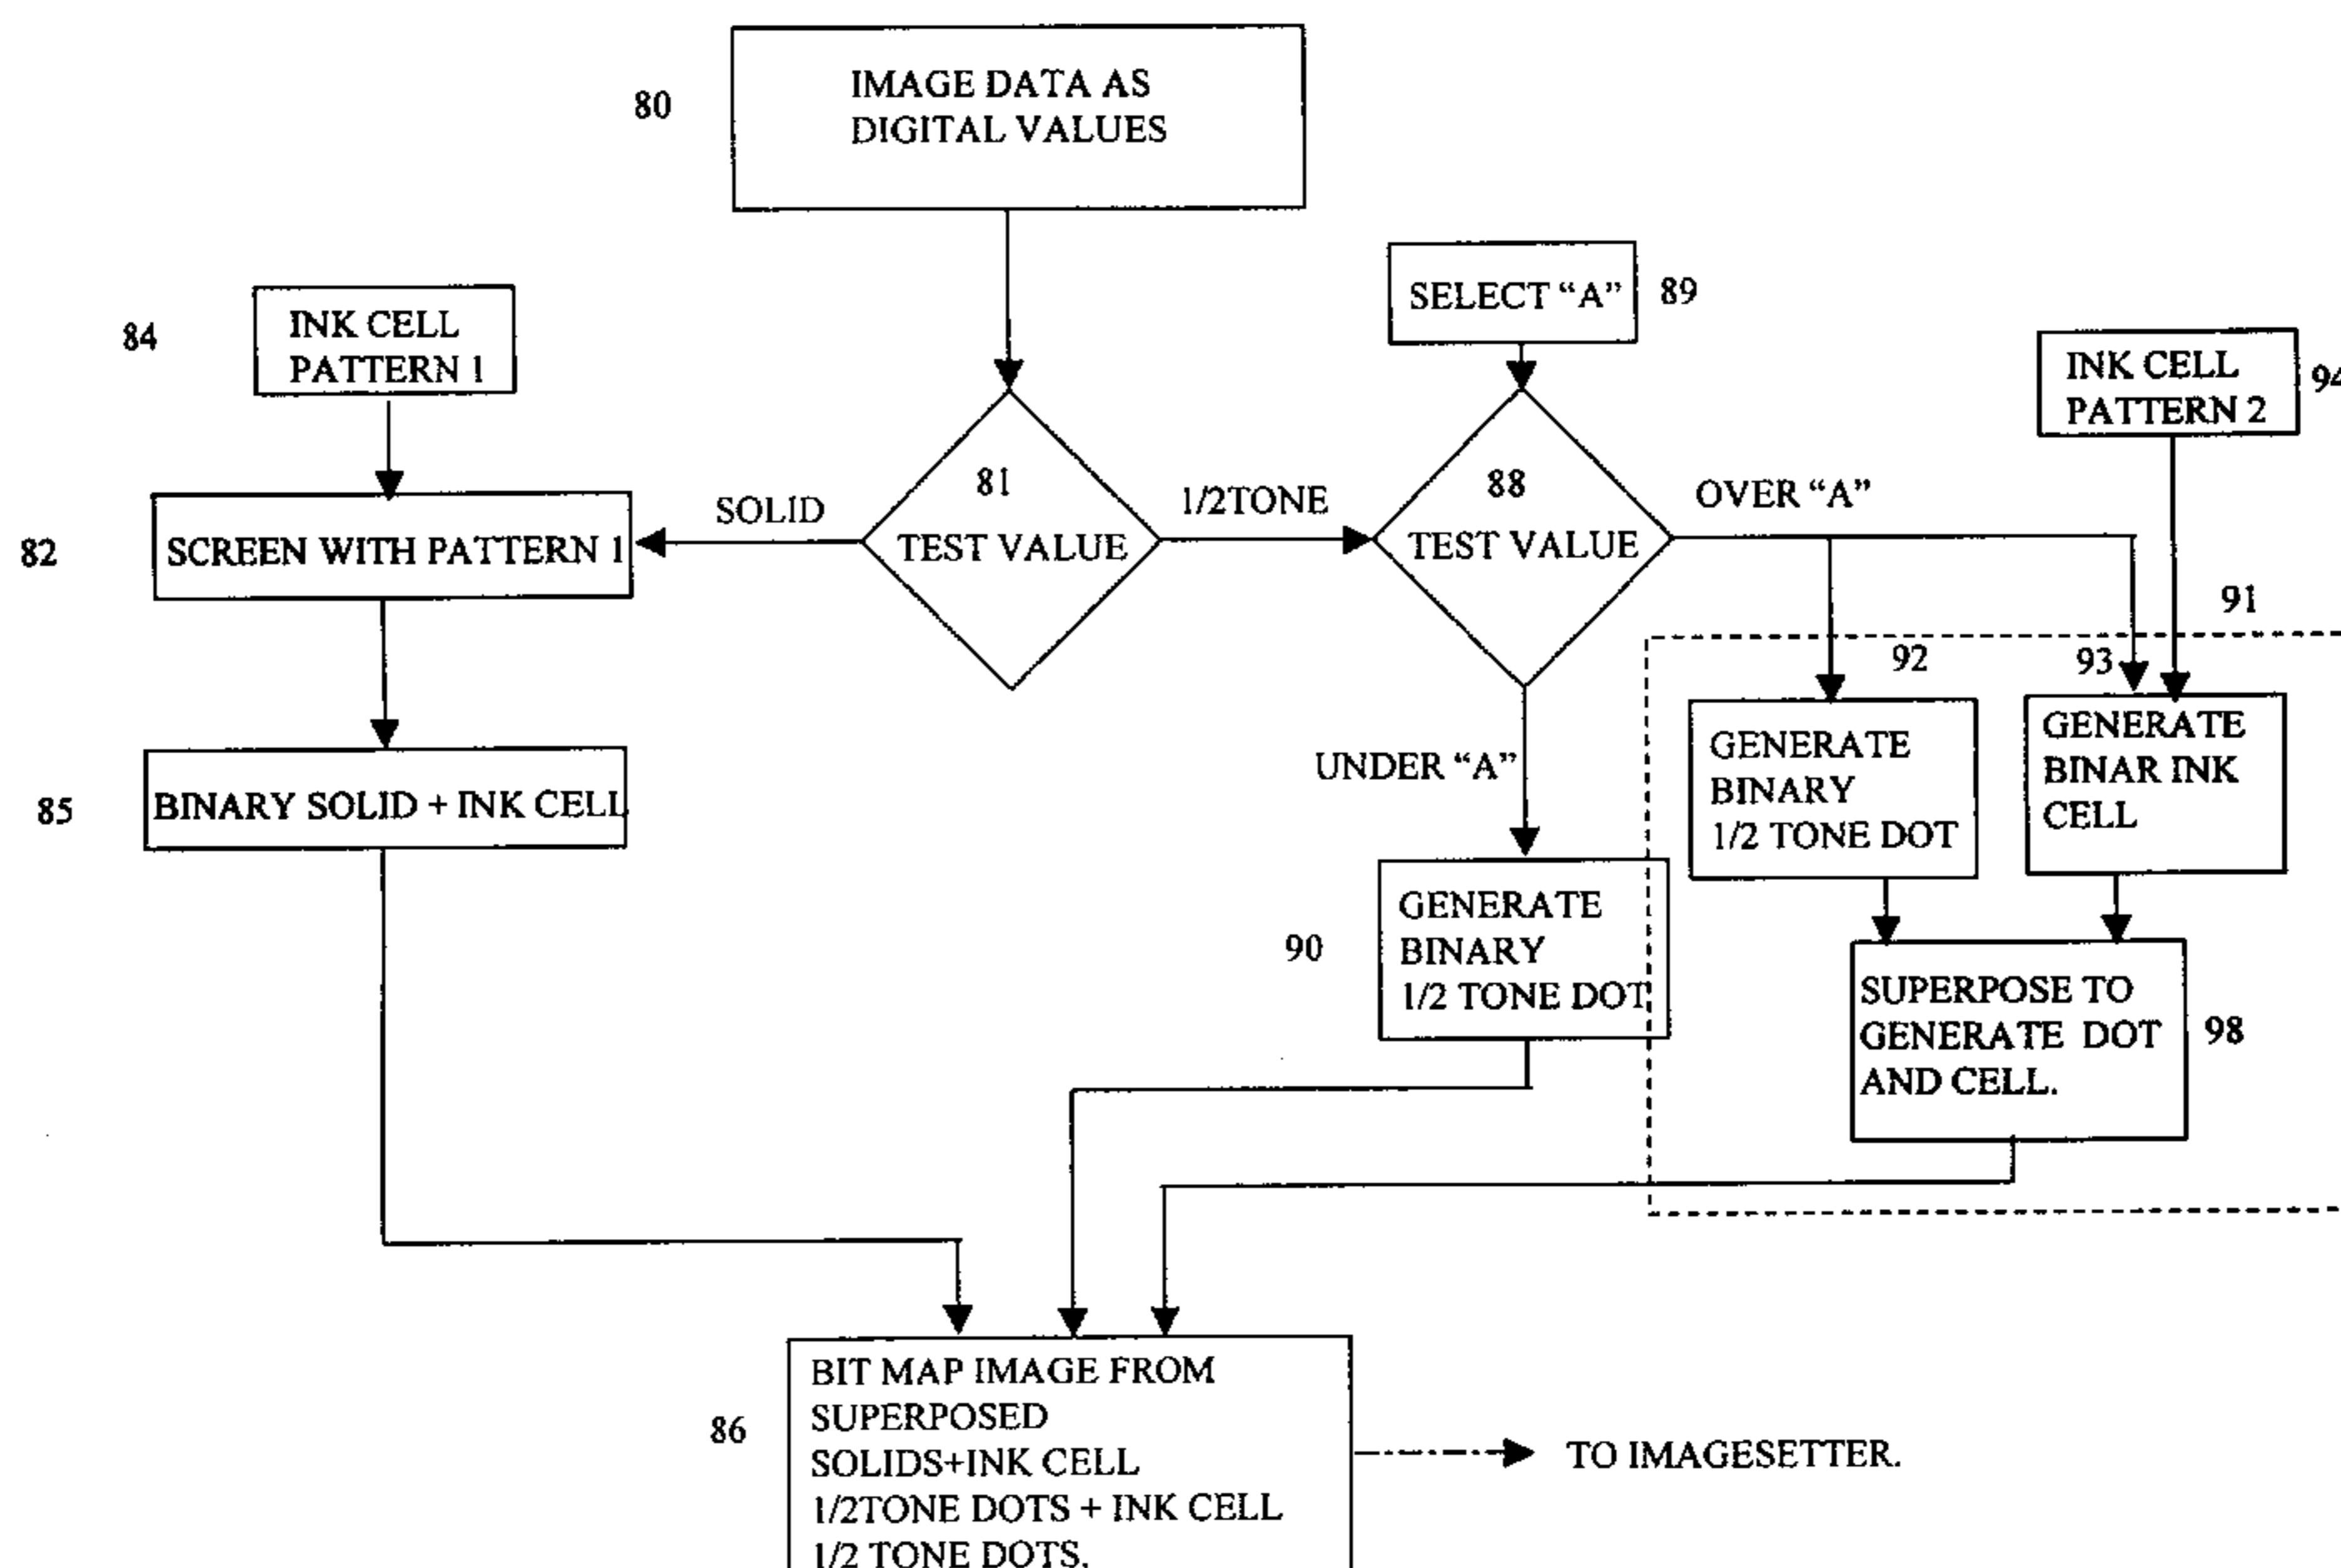 80
IMAGE DATA AS
DIGITAL VALUES
84
INK CELL
PATTERN 1
SELECT “A”
89
INK CELL
PATTERN 2
94
82
SCREEN WITH PATTERN 1
SOLID
81
TEST VALUE
1/2TONE
88
TEST VALUE
OVER “A”
91
92
93
85
BINARY SOLID + INK CELL
UNDER “A”
GENERATE
BINARY
1/2 TONE DOT
GENERATE
BINAR INK
CELL
90
GENERATE
BINARY
1/2 TONE DOT
SUPERPOSE TO
GENERATE DOT
AND CELL.
98
86
BIT MAP IMAGE FROM
SUPERPOSED
SOLIDS+INK CELL
1/2TONE DOTS + INK CELL
1/2 TONE DOTS.
TO IMAGESETTER.